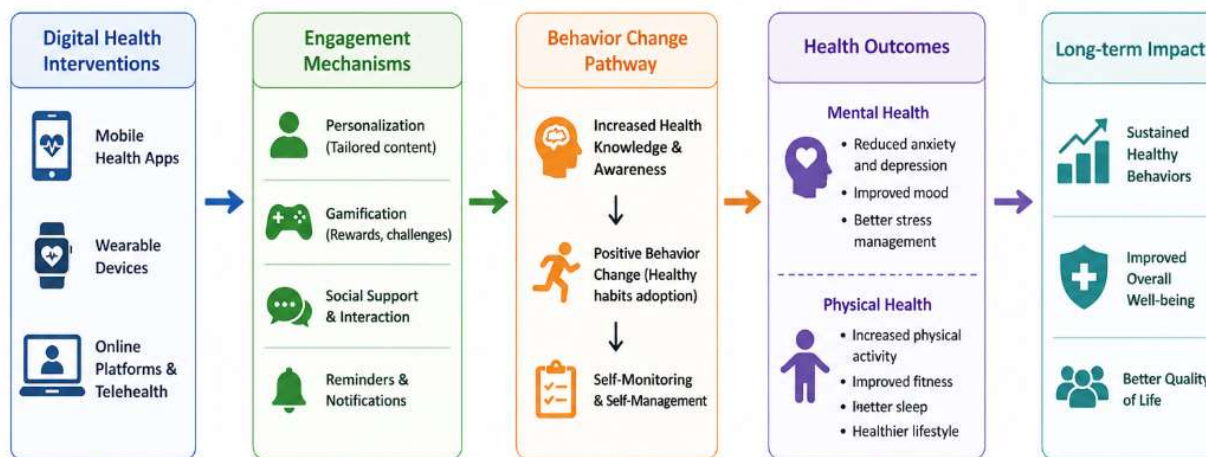 Digital Health
Interventions
Mobile
Health Apps
Wearable
Devices
Online
Platforms &
Telehealth
Engagement
Mechanisms
Personalization
(Tailored content)
Gamification
(Rewards, challenges)
Social Support
& Interaction
Reminders &
Notifications
Behavior Change
Pathway
Increased Health
Knowledge &
Awareness
Positive Behavior
Change (Healthy
habits adoption)
Self-Monitoring
& Self-Management
Health Outcomes
Mental Health
• Reduced anxiety
and depression
• Improved mood
• Better stress
management
Physical Health
• Increased physical
activity
• Improved fitness
• sleep
• Healthier lifestyle
Long-term Impact
Sustained
Healthy
Behaviors
Improved
Overall
Well-being
Better Quality
of Life